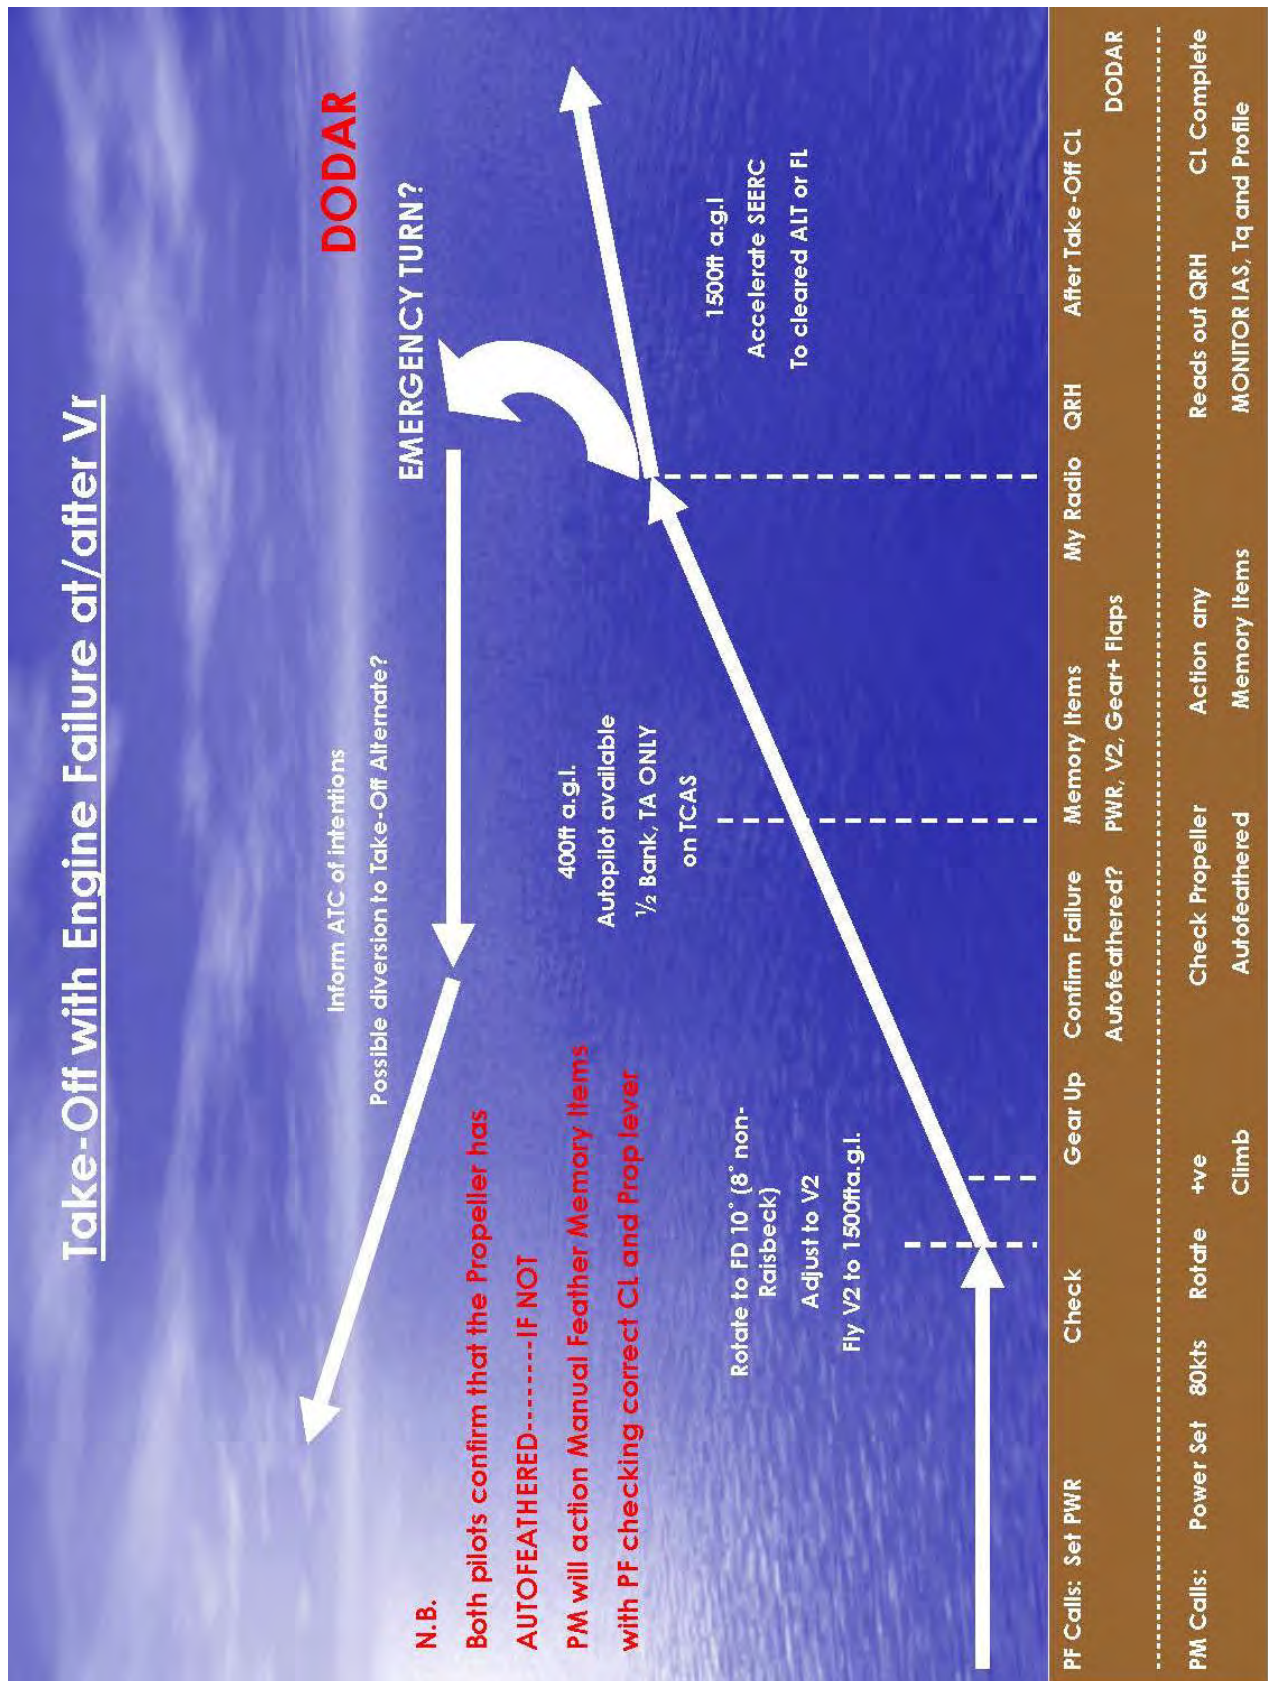 Take-Off with Engine Failure at/after Vr
Inform ATC of intentions
Possible diversion to Take-Off Alternate?
DODAR
EMERGENCY TURN?
N.B.
Both pilots confirm that the Propeller has
AUTOFEATHERED--------IF NOT
PM will action Manual Feather Memory Items
with PF checking correct CL and Prop lever
400ft a.g.l.
Autopilot available
½ Bank, TA ONLY
on TCAS
1500ft a.g.l
Accelerate SEERC
To cleared ALT or FL
Rotate to FD 10˚ (8˚ non-
Raisbeck)
Adjust to V2
Fly V2 to 1500fta.g.l.
PF Calls: Set PWR Check Gear Up Confirm Failure Memory Items My Radio QRH After Take-Off CL
Autofeathered? PWR, V2, Gear+ Flaps DODAR
PM Calls: Power Set 80kts Rotate +ve Check Propeller Action any Reads out QRH CL Complete
Climb Autofeathered Memory Items MONITOR IAS, Tq and Profile